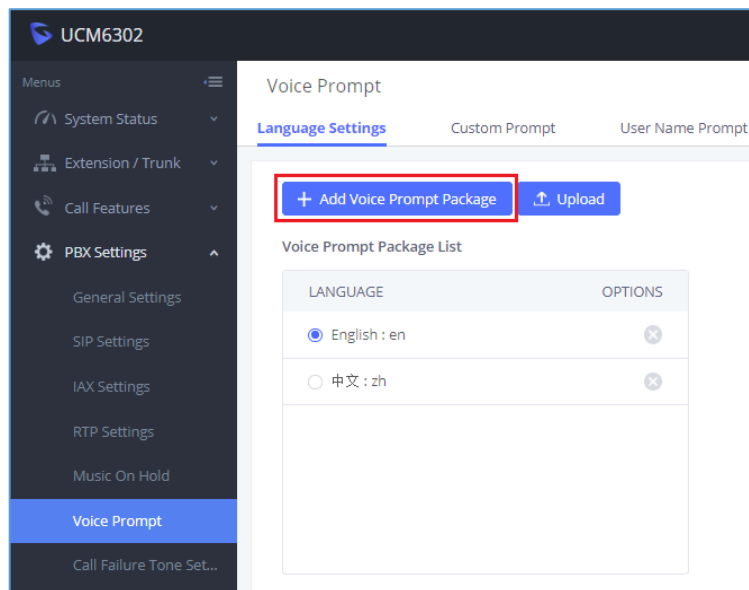 UCM6302
Menus
System Status
Extension / Trunk
Call Features
PBX Settings
General Settings
SIP Settings
IAX Settings
RTP Settings
Music On Hold
Voice Prompt
Call Failure Tone Set...
Voice Prompt
Language Settings
Custom Prompt
User Name Prompt
+ Add Voice Prompt Package
Upload
Voice Prompt Package List
LANGUAGE
OPTIONS
English : en
中文 : zh